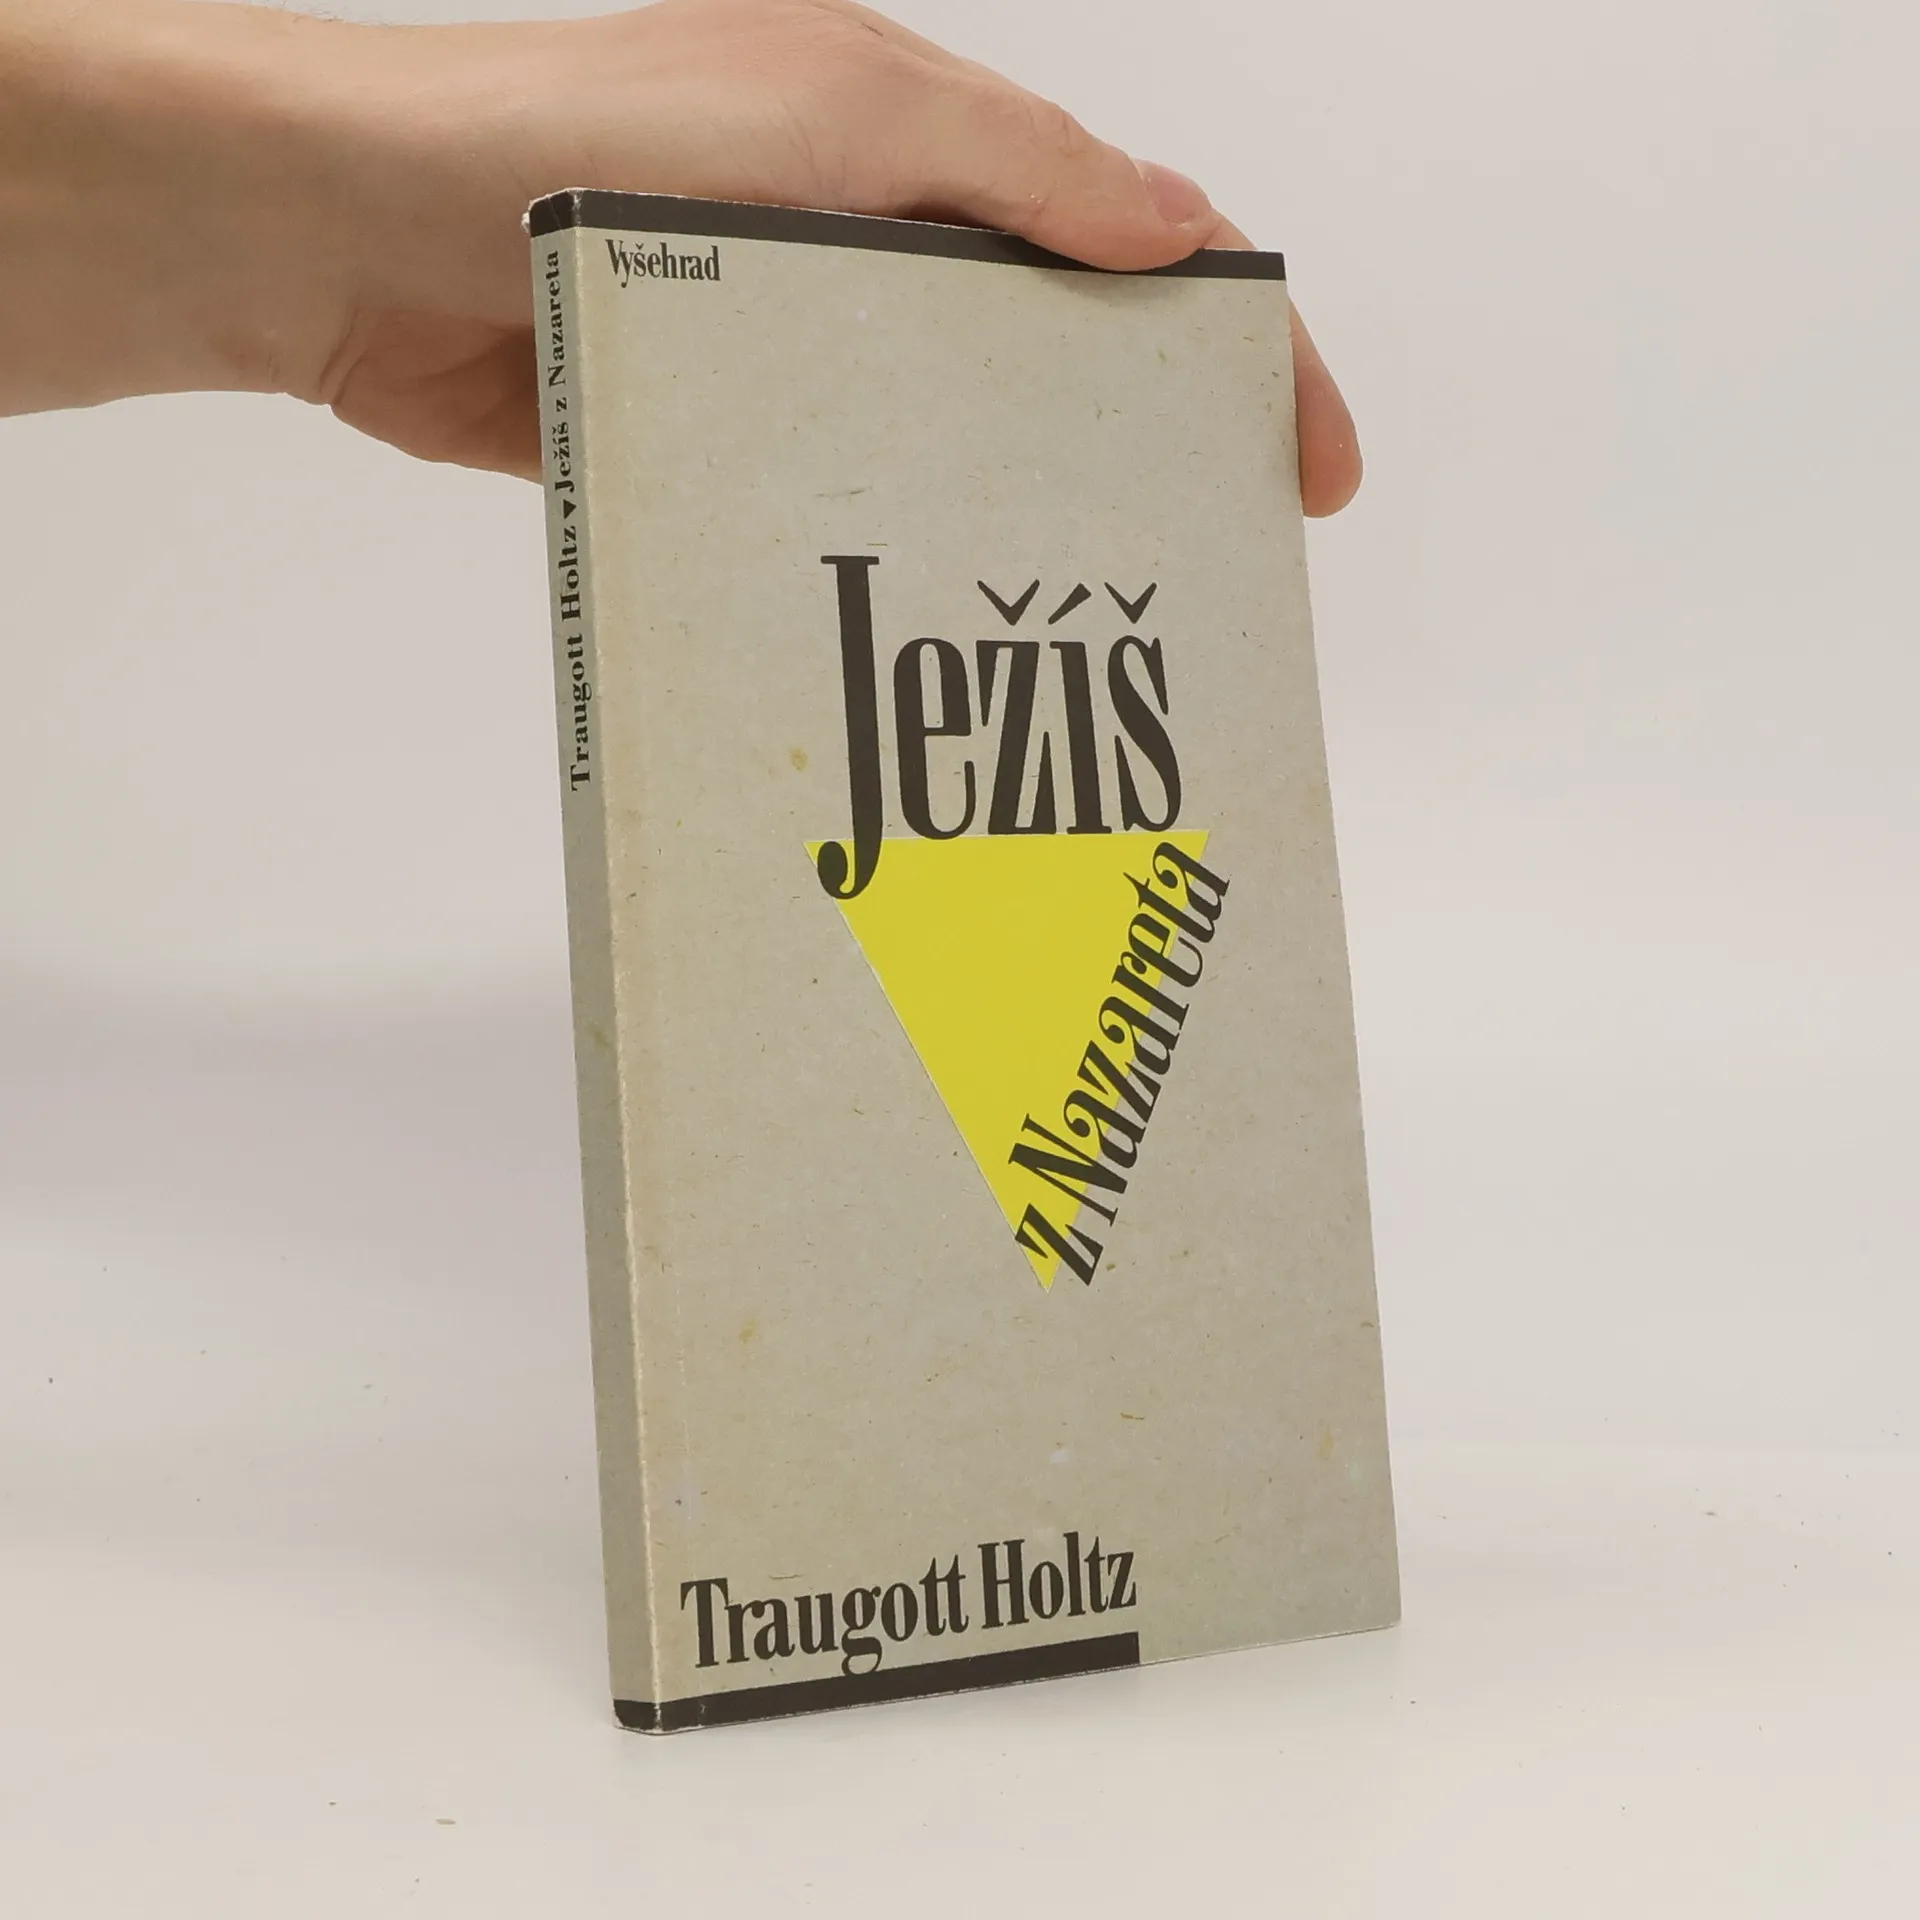 Vyšehrad
Traugott Holtz ▼ Ježíš z Nazareta
Ježíš
z Nazareta
Traugott Holtz